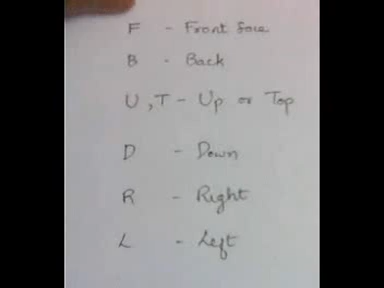 F - Front face
B - Back
U, T - Up or Top
D - Down
R - Right
L - Left